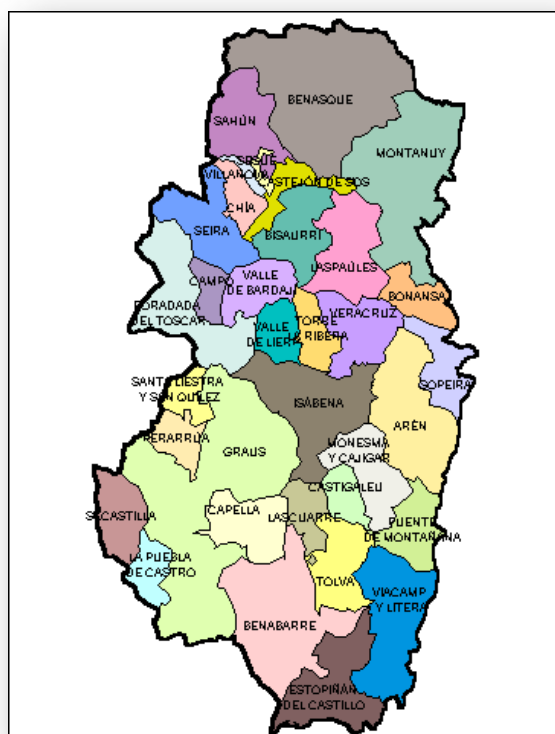 BENASQUE
SAHÚN
MONTANUY
SESUÉ
VILLANOVA
CASTEJÓN DE SOS
CHÍA
SEIRA
BISAURRI
LASPAÚLES
CAMPO
VALLE
DE BARDAJÍ
BONANSA
FORADADA
DEL TOSCAR
VALLE
DE LIERP
TORRE
LA RIBERA
VERACRUZ
SOPEIRA
SANTALIESTRA
Y SAN QUÍLEZ
ISÁBENA
ARÉN
PERARRÚA
GRAUS
MONESMA
Y CAJIGAR
CASTIGALEU
SECASTILLA
CAPELLA
LASCUARRE
PUENTE
DE MONTAÑANA
LA PUEBLA
DE CASTRO
TOLVA
VIACAMP
Y LITERA
BENABARRE
ESTOPIÑÁN
DEL CASTILLO